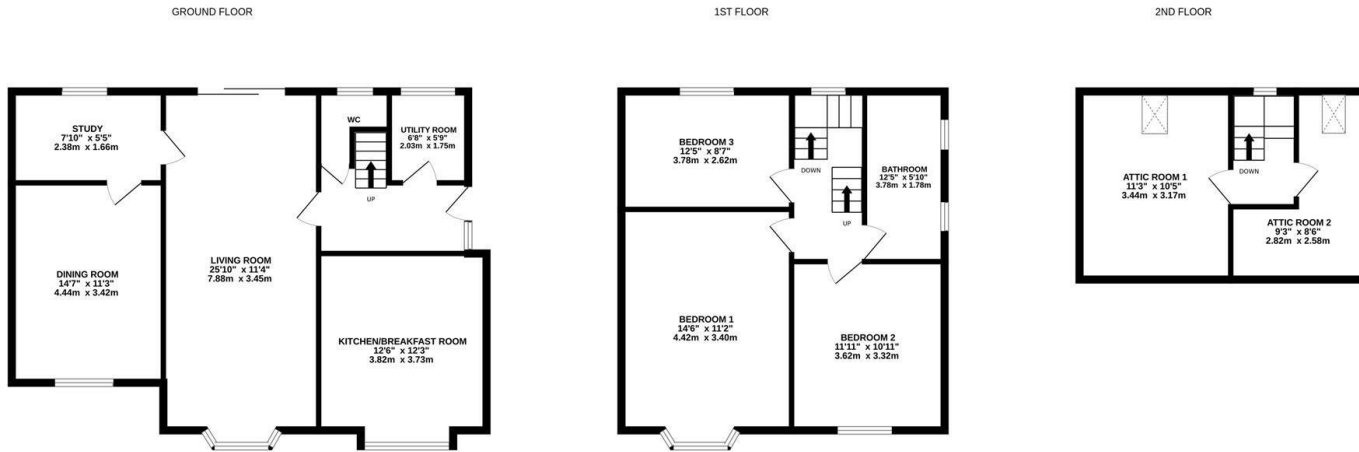 GROUND FLOOR
STUDY
7'10" x 5'5"
2.38m x 1.66m
WC
UTILITY ROOM
6'8" x 5'9"
2.03m x 1.75m
UP
DINING ROOM
14'7" x 11'3"
4.44m x 3.42m
LIVING ROOM
25'10" x 11'4"
7.88m x 3.45m
KITCHEN/BREAKFAST ROOM
12'6" x 12'3"
3.82m x 3.73m
1ST FLOOR
BEDROOM 3
12'5" x 8'7"
3.78m x 2.62m
DOWN
UP
BATHROOM
12'5" x 5'10"
3.78m x 1.78m
BEDROOM 1
14'6" x 11'2"
4.42m x 3.40m
BEDROOM 2
11'11" x 10'11"
3.62m x 3.32m
2ND FLOOR
ATTIC ROOM 1
11'3" x 10'5"
3.44m x 3.17m
DOWN
ATTIC ROOM 2
9'3" x 8'6"
2.82m x 2.58m